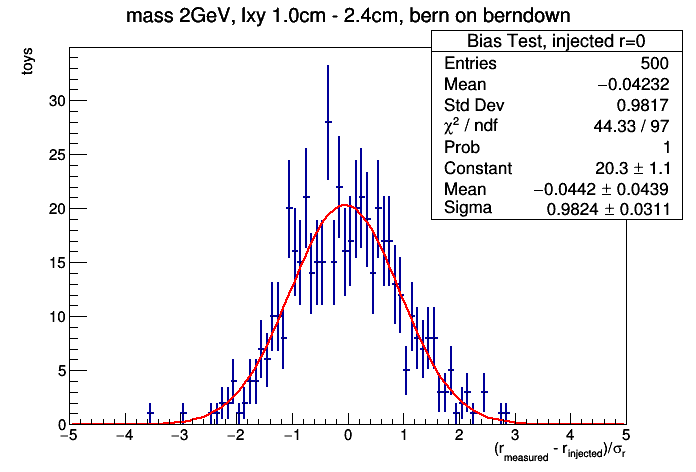 mass 2GeV, lxy 1.0cm - 2.4cm, bern on berndown
Bias Test, injected r=0
Entries 500
Mean −0.04232
Std Dev 0.9817
χ² / ndf 44.33 / 97
Prob 1
Constant 20.3 ± 1.1
Mean −0.0442 ± 0.0439
Sigma 0.9824 ± 0.0311
toys
30
25
20
15
10
5
0
−5 −4 −3 −2 −1 0 1 2 3 4 5
(r_measured - r_injected)/σ_r